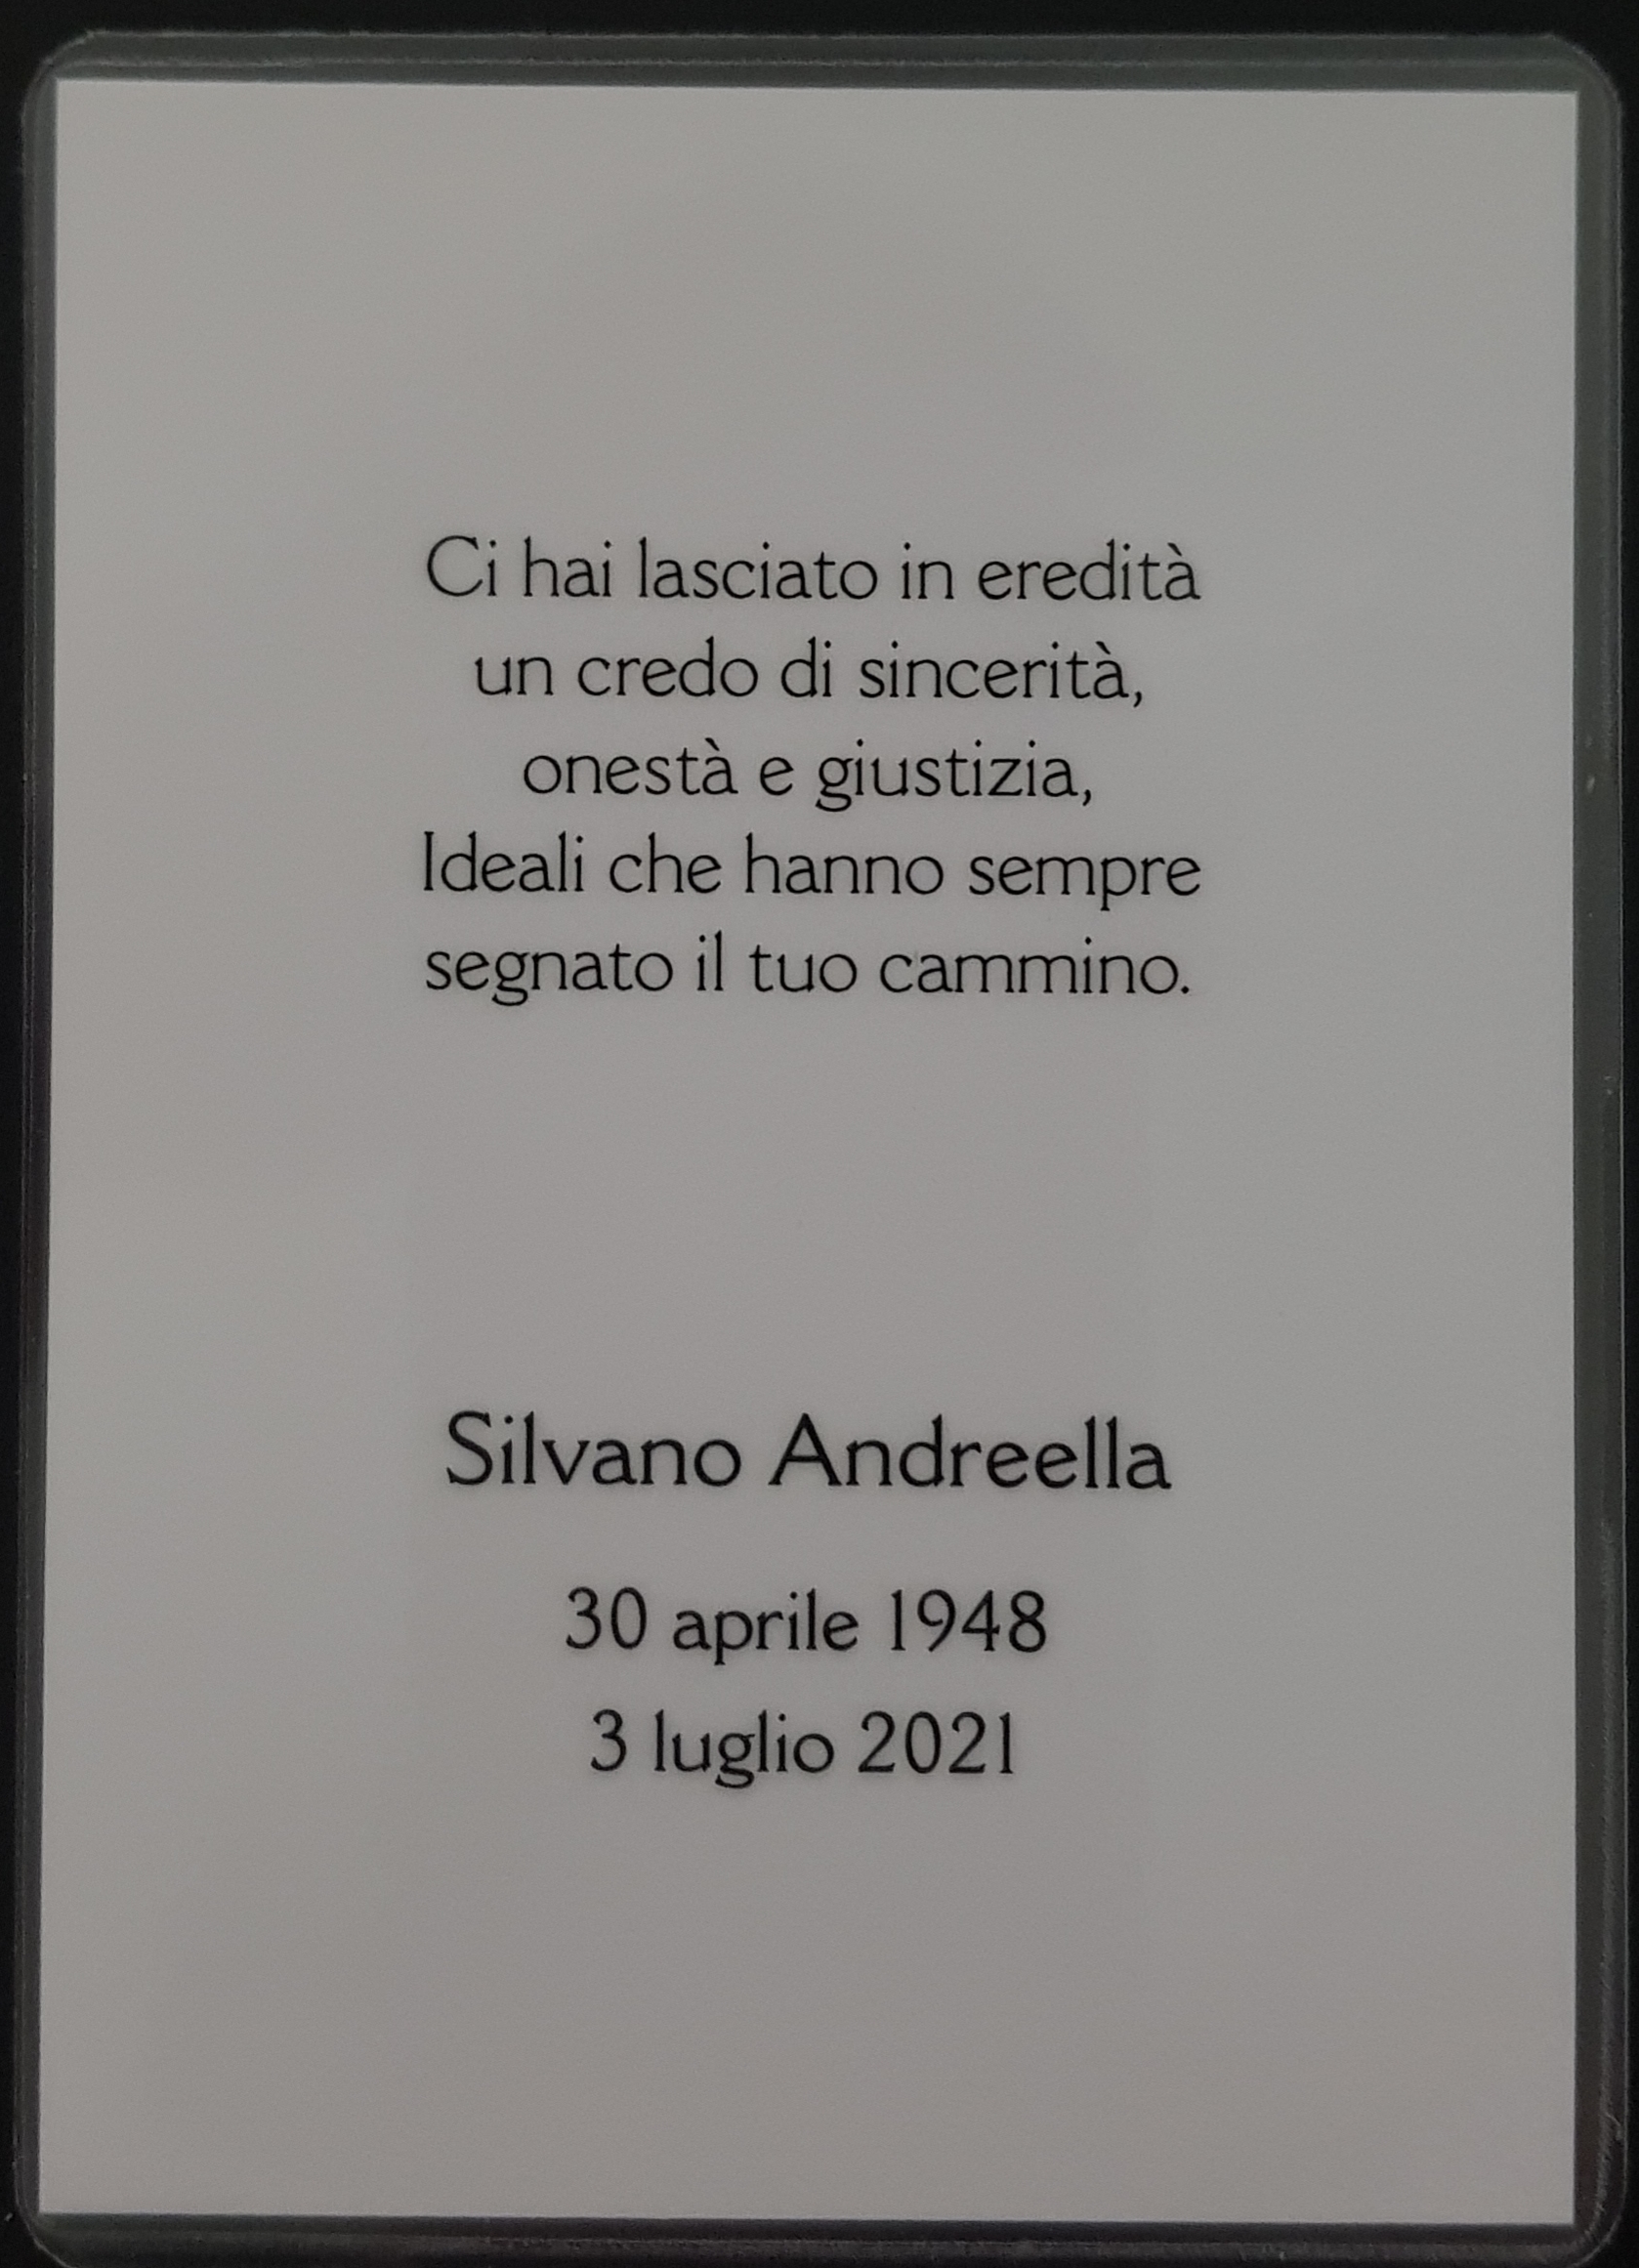 Ci hai lasciato in eredità
un credo di sincerità,
onestà e giustizia,
Ideali che hanno sempre
segnato il tuo cammino.
Silvano Andreella
30 aprile 1948
3 luglio 2021